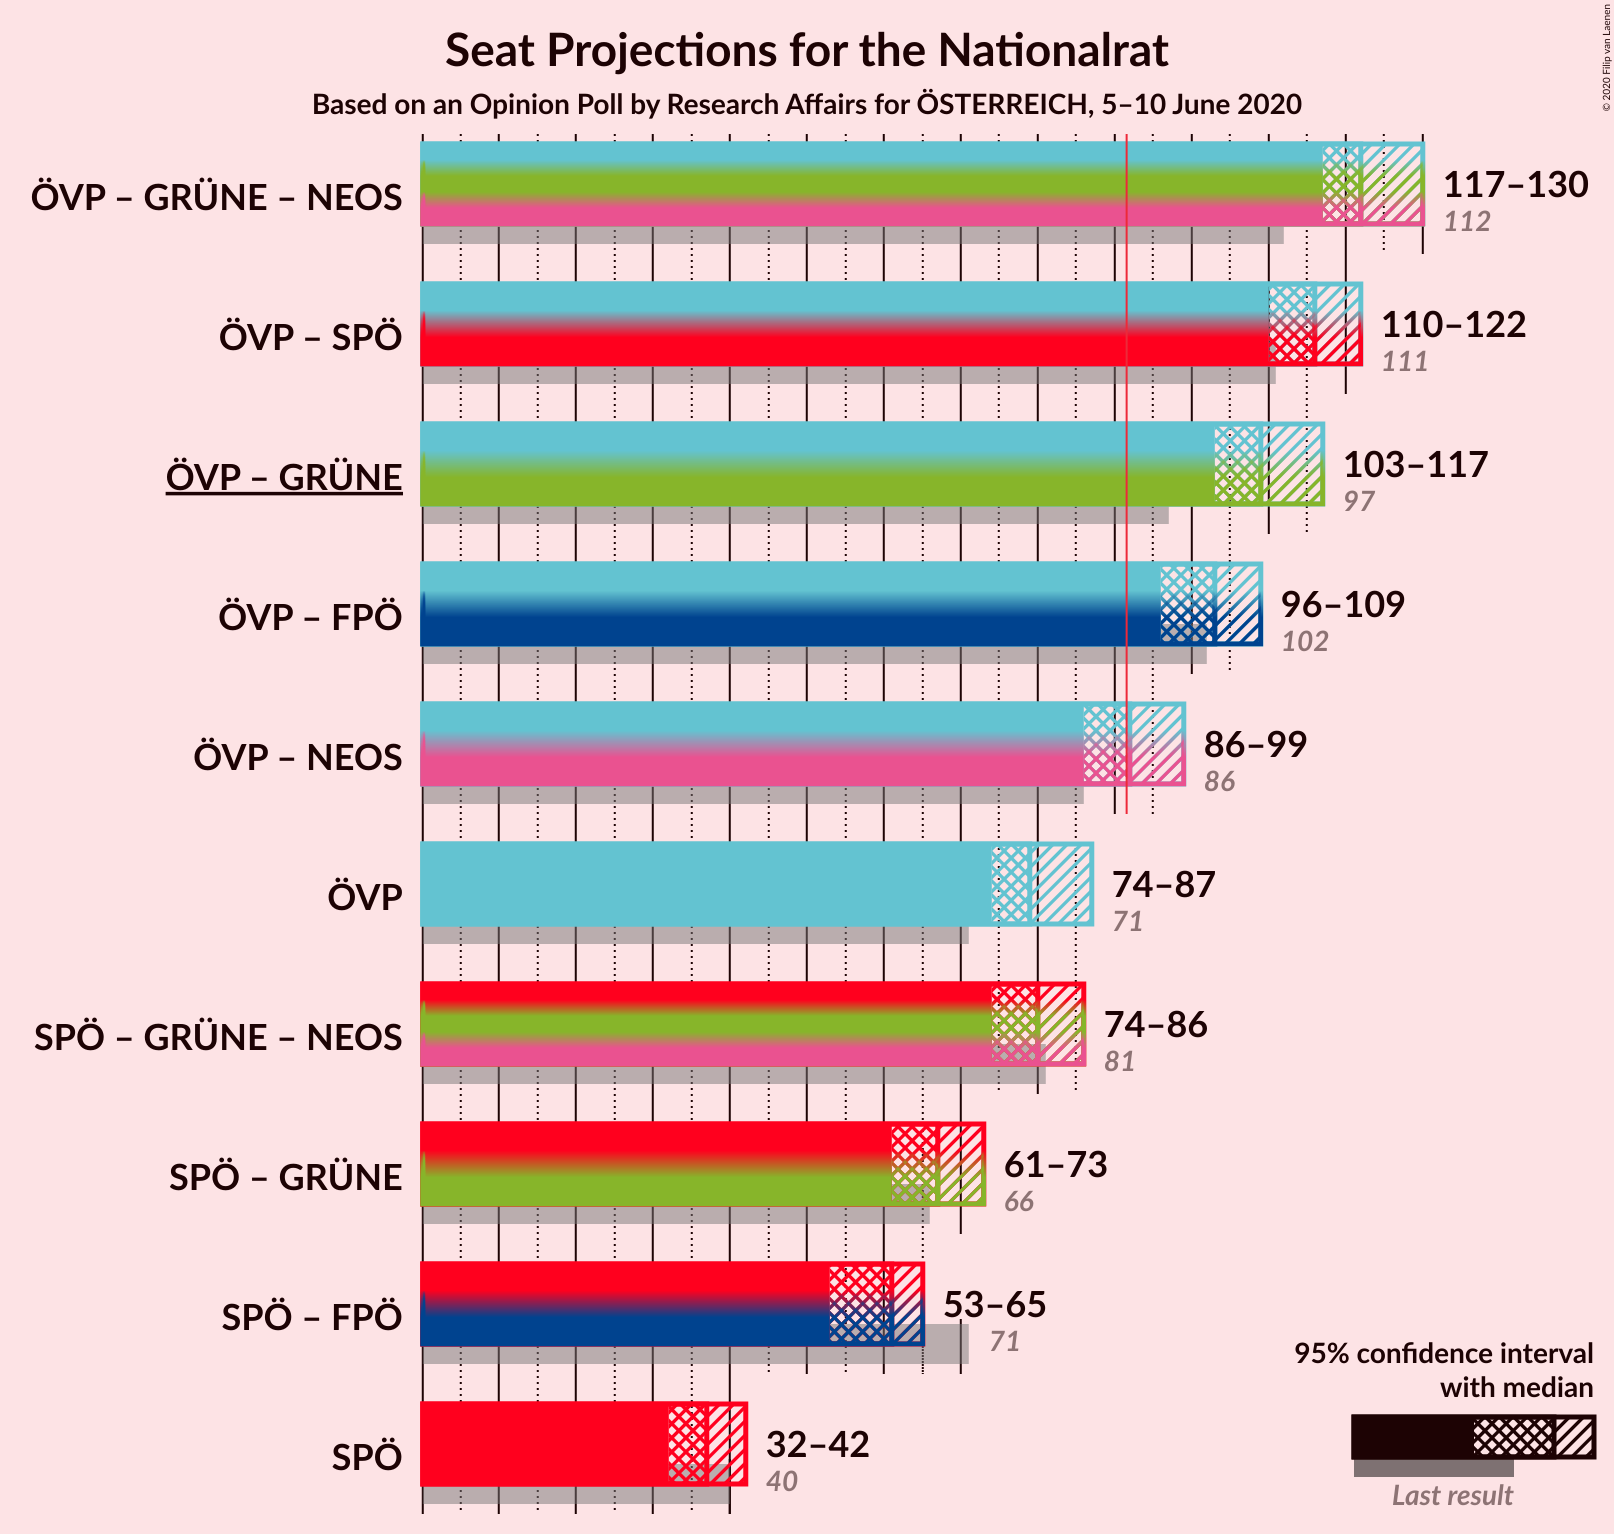 Seat Projections for the Nationalrat
Based on an Opinion Poll by Research Affairs for ÖSTERREICH, 5–10 June 2020
© 2020 Filip van Laenen
ÖVP – GRÜNE – NEOS
117–130
112
ÖVP – SPÖ
110–122
111
ÖVP – GRÜNE
103–117
97
ÖVP – FPÖ
96–109
102
ÖVP – NEOS
86–99
86
ÖVP
74–87
71
SPÖ – GRÜNE – NEOS
74–86
81
SPÖ – GRÜNE
61–73
66
SPÖ – FPÖ
53–65
71
SPÖ
32–42
40
95% confidence interval
with median
Last result